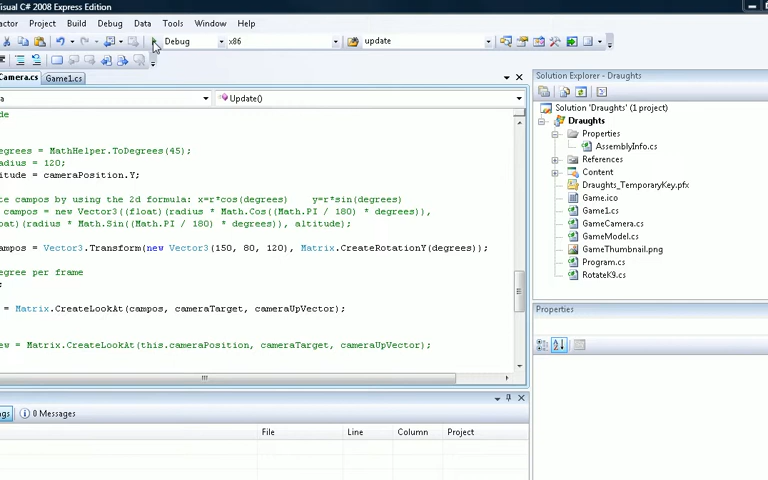 Visual C# 2008 Express Edition
Project Build Debug Data Tools Window Help
Debug x86 update
Camera.cs Game1.cs
Update()
Solution Explorer - Draughts
Solution 'Draughts' (1 project)
Draughts
Properties
AssemblyInfo.cs
References
Content
Draughts_TemporaryKey.pfx
Game.ico
Game1.cs
GameCamera.cs
GameModel.cs
GameThumbnail.png
Program.cs
RotateK9.cs
egrees = MathHelper.ToDegrees(45);
adius = 120;
titude = cameraPosition.Y;
te campos by using the 2d formula: x=r*cos(degrees) y=r*sin(degrees)
campos = new Vector3((float)(radius * Math.Cos((Math.PI / 180) * degrees)),
oat)(radius * Math.Sin((Math.PI / 180) * degrees), altitude);
ampos = Vector3.Transform(new Vector3(150, 80, 120), Matrix.CreateRotationY(degrees));
egree per frame
= Matrix.CreateLookAt(campos, cameraTarget, cameraUpVector);
ew = Matrix.CreateLookAt(this.cameraPosition, cameraTarget, cameraUpVector);
Properties
0 Messages
File Line Column Project